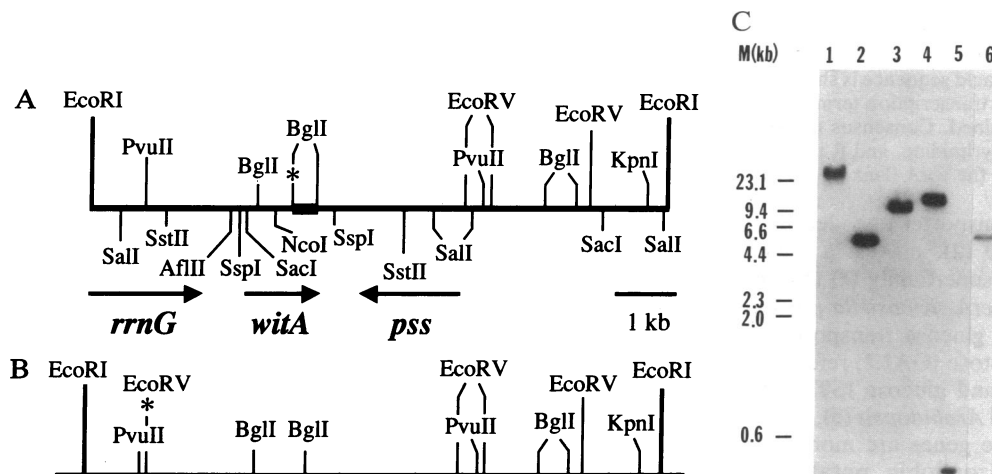 A
EcoRI
PvuII
BglI
*
BglI
EcoRV
PvuII
BglI
EcoRV
KpnI
EcoRI
SalI
SstII
AflII
SspI
SacI
NcoI
SspI
SstII
SalI
SacI
SalI
rrnG
witA
pss
1 kb
B
EcoRI
EcoRV
*
PvuII
BglI
BglI
EcoRV
PvuII
BglI
EcoRV
KpnI
EcoRI
C
M(kb) 1 2 3 4 5 6
23.1
9.4
6.6
4.4
2.3
2.0
0.6